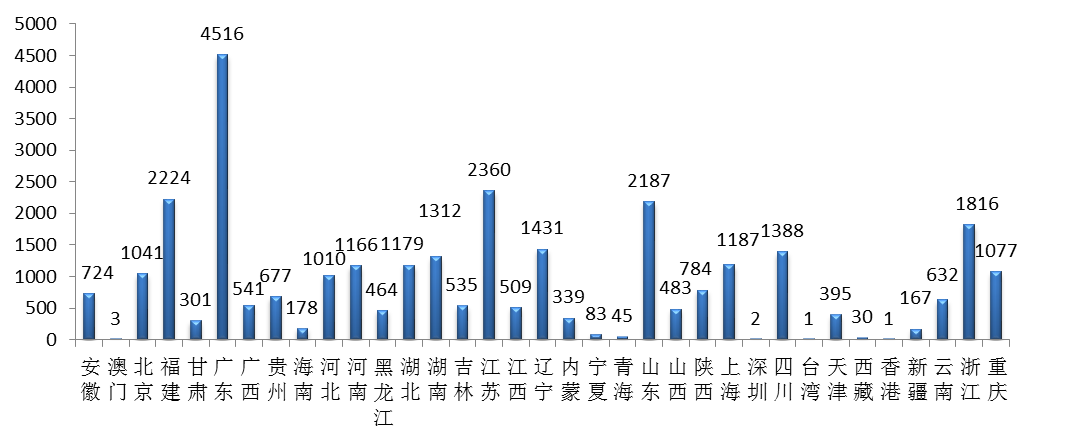 5000
4500
4000
3500
3000
2500
2000
1500
1000
500
0
724
3
1041
2224
301
4516
541
677
178
1010
1166
464
1179
1312
535
2360
509
1431
339
83
45
2187
483
784
1187
2
1388
1
395
30
1
167
632
1816
1077
安徽
澳门
北京
福建
甘肃
广东
广西
贵州
海南
河北
河南
黑龙江
湖北
湖南
吉林
江苏
江西
辽宁
内蒙
宁夏
青海
山东
山西
陕西
上海
深圳
四川
台湾
天津
西藏
香港
新疆
云南
浙江
重庆